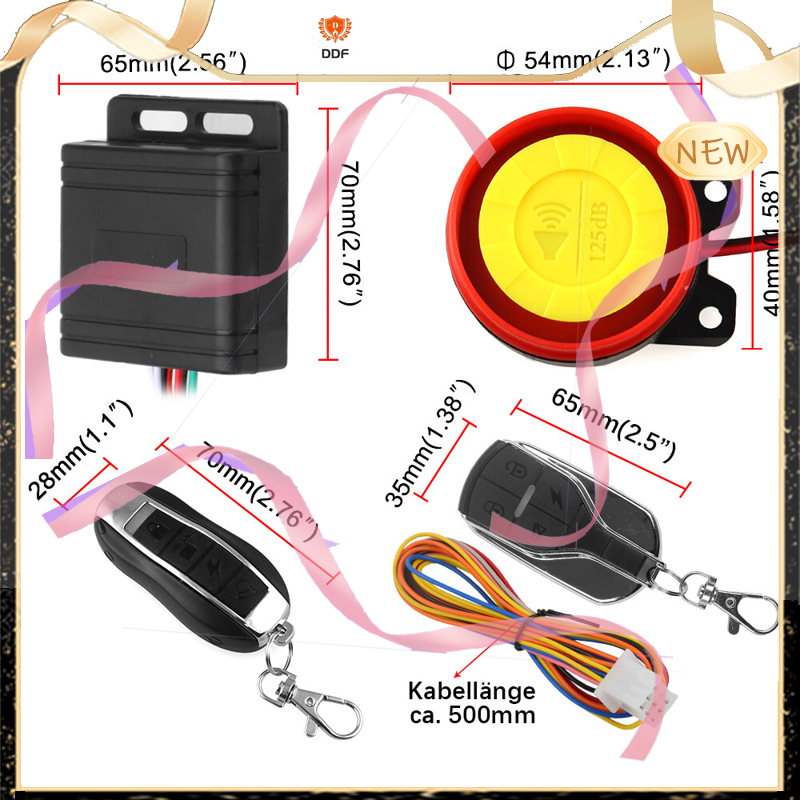 DDF
65mm(2.56")
Φ 54mm(2.13")
NEW
70mm(2.76")
125dB
40mm(1.58")
28mm(1.1")
70mm(2.76")
35mm(1.38")
65mm(2.5")
Kabellänge
ca. 500mm